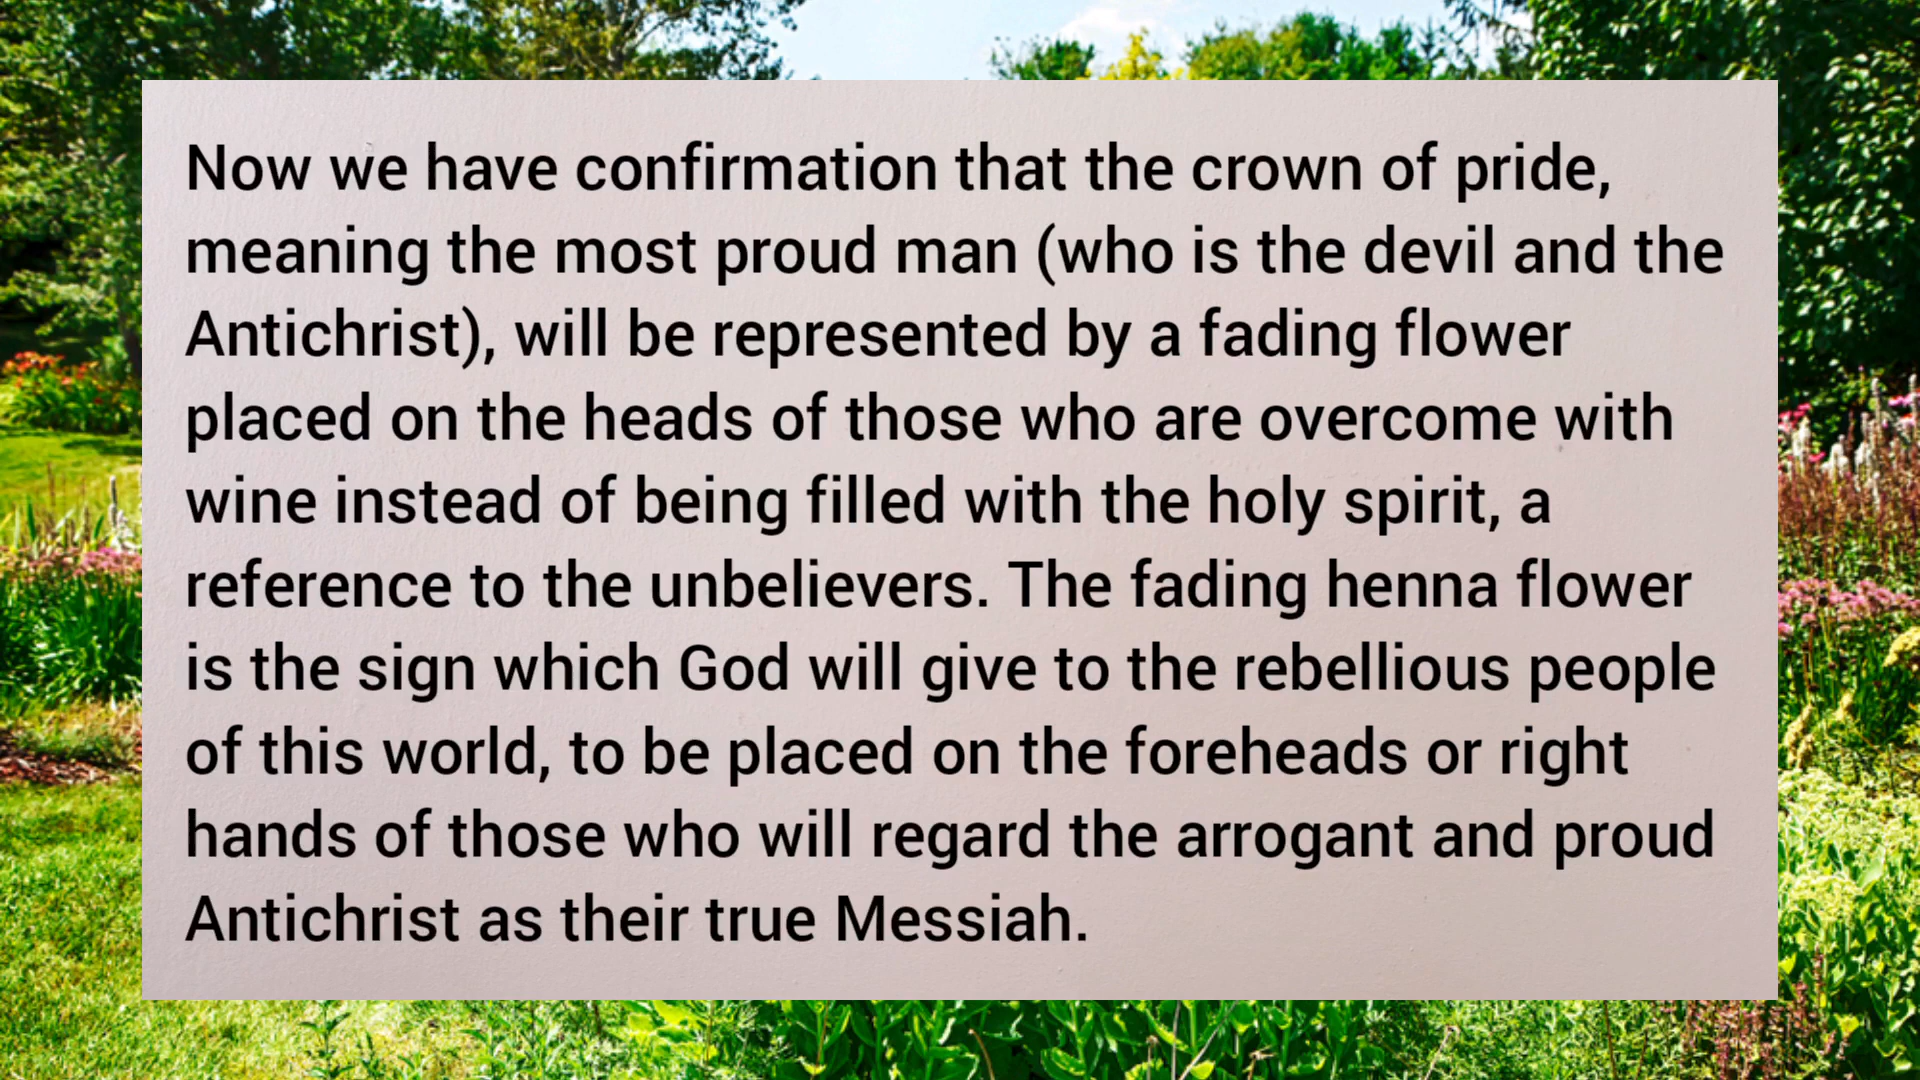 Now we have confirmation that the crown of pride,
meaning the most proud man (who is the devil and the
Antichrist), will be represented by a fading flower
placed on the heads of those who are overcome with
wine instead of being filled with the holy spirit, a
reference to the unbelievers. The fading henna flower
is the sign which God will give to the rebellious people
of this world, to be placed on the foreheads or right
hands of those who will regard the arrogant and proud
Antichrist as their true Messiah.